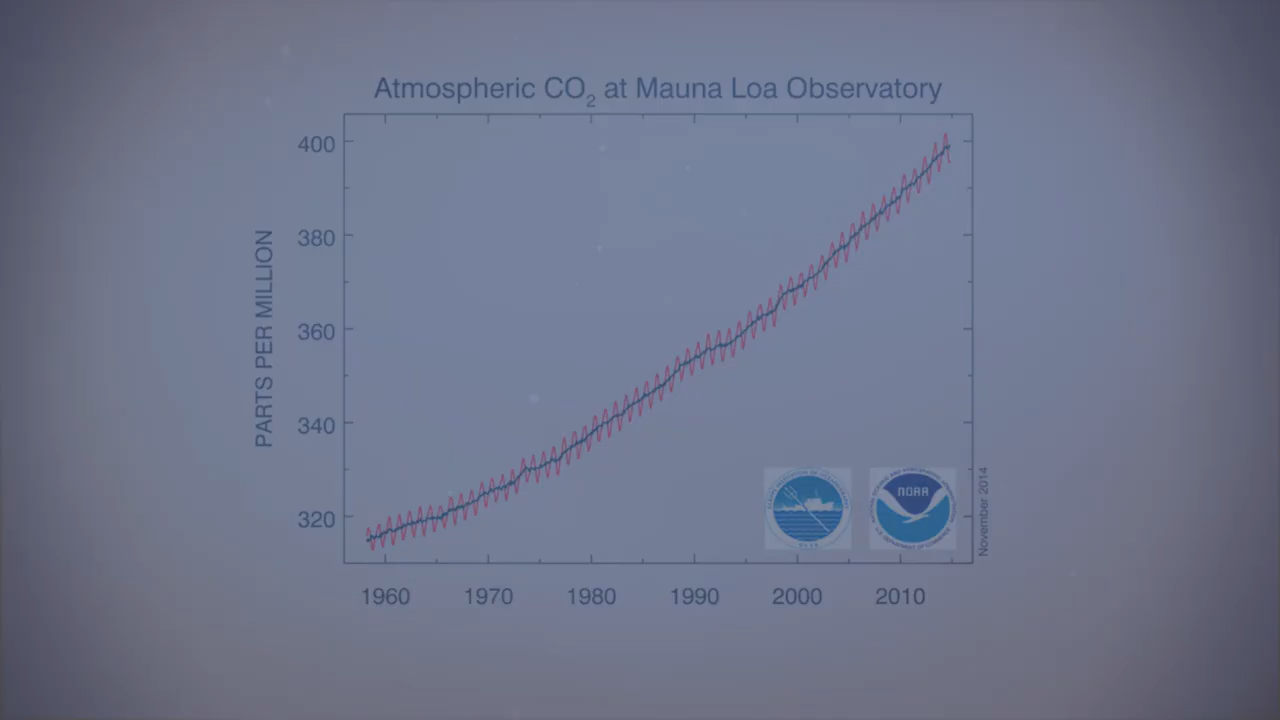 Atmospheric CO2 at Mauna Loa Observatory
PARTS PER MILLION
400
380
360
340
320
1960 1970 1980 1990 2000 2010
NOAA
November 2014